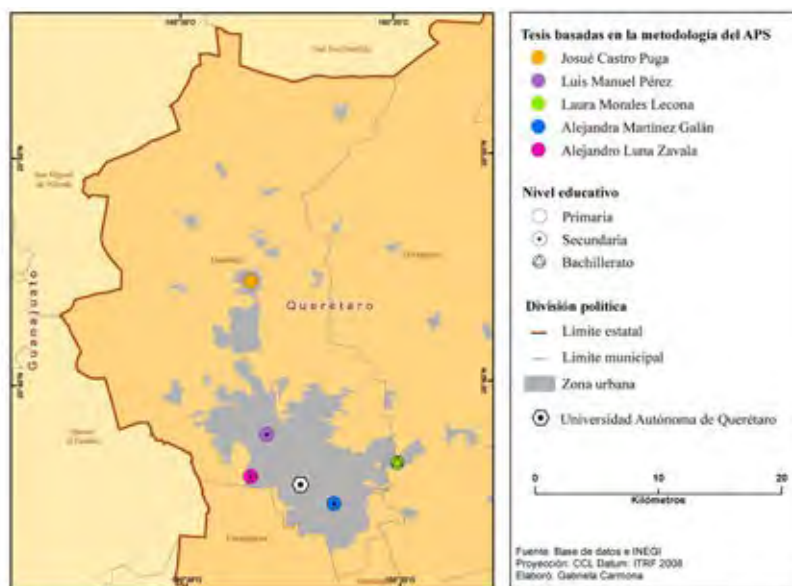 Querétaro
Guanajuato
Tesis basadas en la metodología del APS
Josué Castro Puga
Luis Manuel Pérez
Laura Morales Lecona
Alejandra Martínez Galán
Alejandro Luna Zavala
Nivel educativo
Primaria
Secundaria
Bachillerato
División política
Límite estatal
Límite municipal
Zona urbana
Universidad Autónoma de Querétaro
0 10 20
Kilómetros
Fuente: Base de datos e INEGI
Proyección: CCL Datum: ITRF 2008
Elaboró: Gabriela Carmona